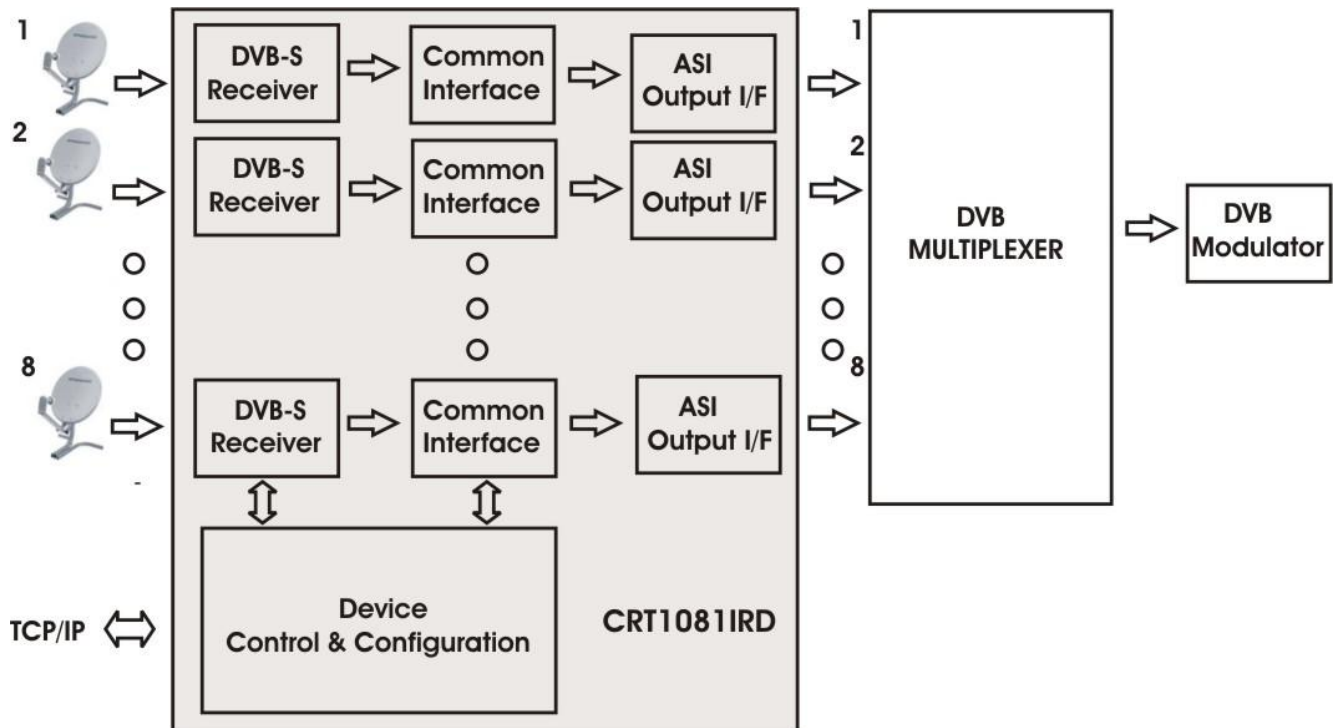 1
DVB-S
Receiver
Common
Interface
ASI
Output I/F
1
2
DVB-S
Receiver
Common
Interface
ASI
Output I/F
2
DVB
MULTIPLEXER
DVB
Modulator
8
DVB-S
Receiver
Common
Interface
ASI
Output I/F
8
-
Device
Control & Configuration
CRT1081IRD
TCP/IP